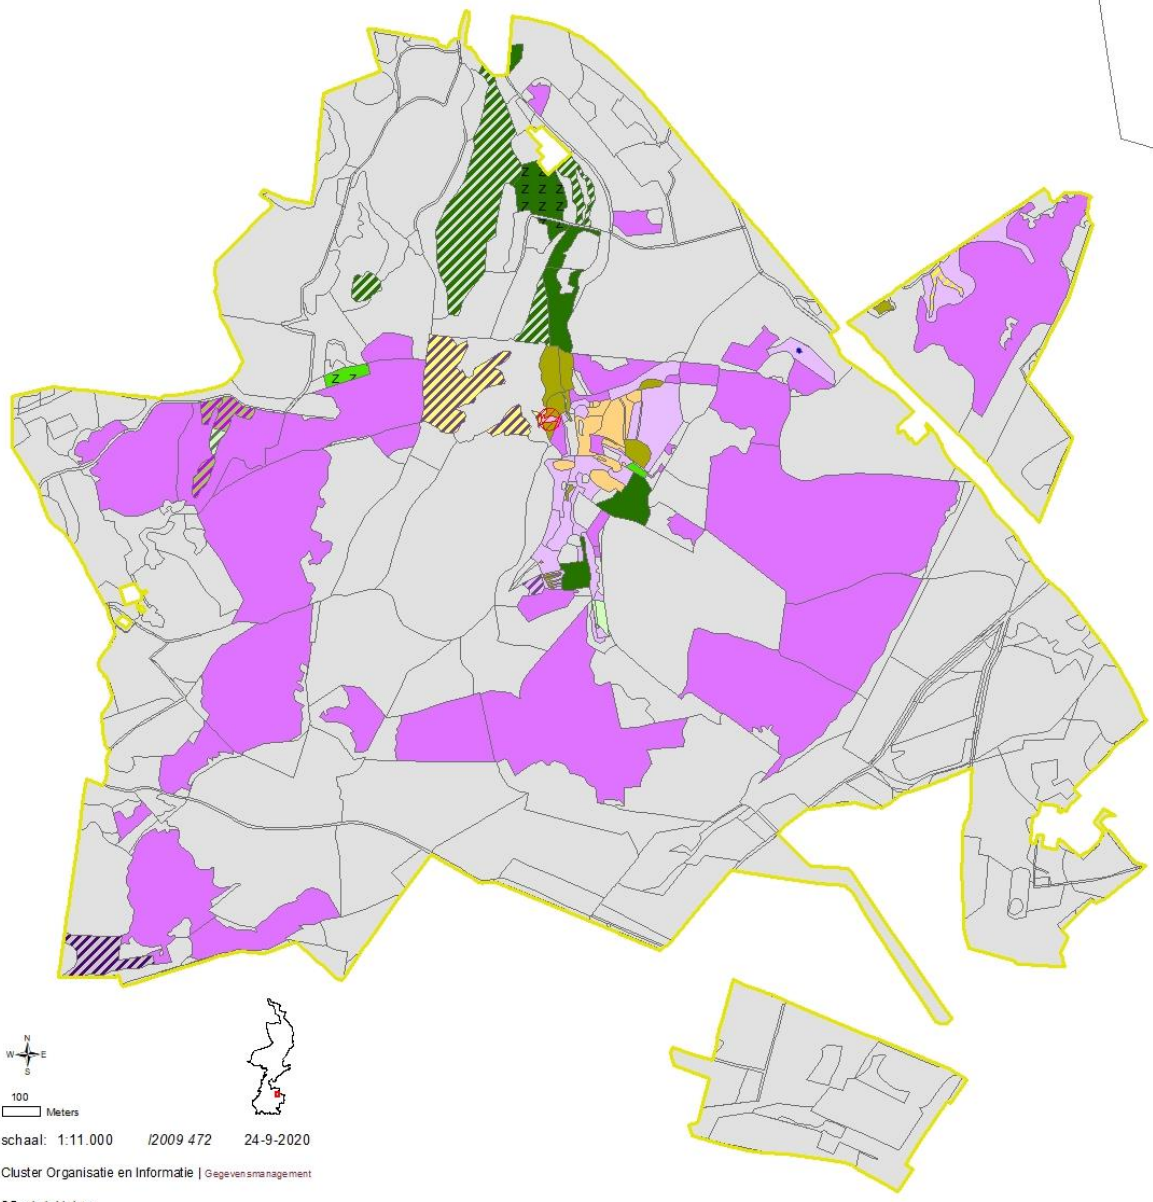 Z Z
Z Z Z
Z Z Z
Z
Z Z
N
W E
S
100
Meters
schaal: 1:11.000 I2009 472 24-9-2020
Cluster Organisatie en Informatie | Gegevensmanagement